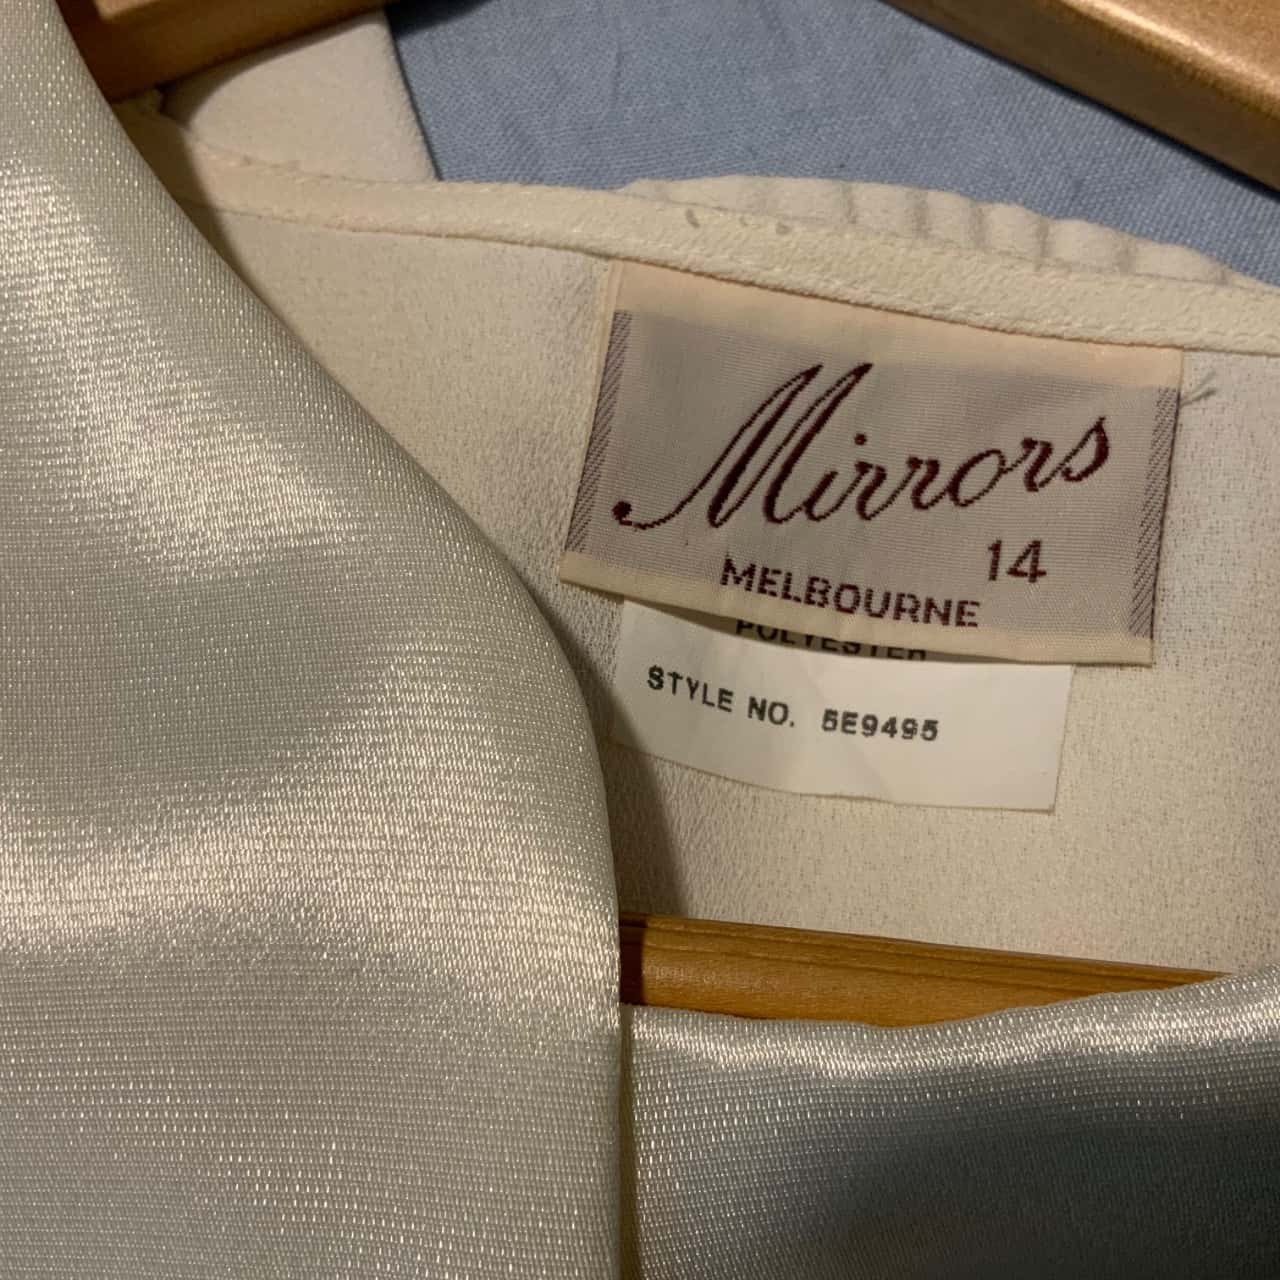 Mirrors
14
MELBOURNE
POLYESTER
STYLE NO. 5E9495